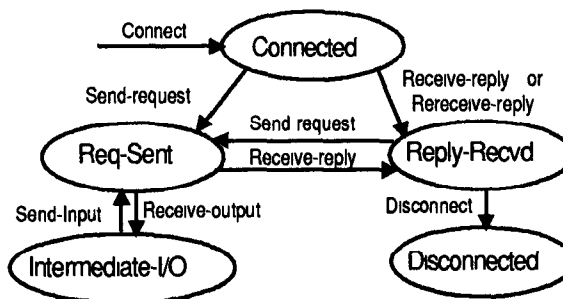 Connect
Connected
Send-request
Receive-reply or
Rereceive-reply
Send request
Req-Sent
Receive-reply
Reply-Recvd
Send-Input
Receive-output
Disconnect
Intermediate-I/O
Disconnected